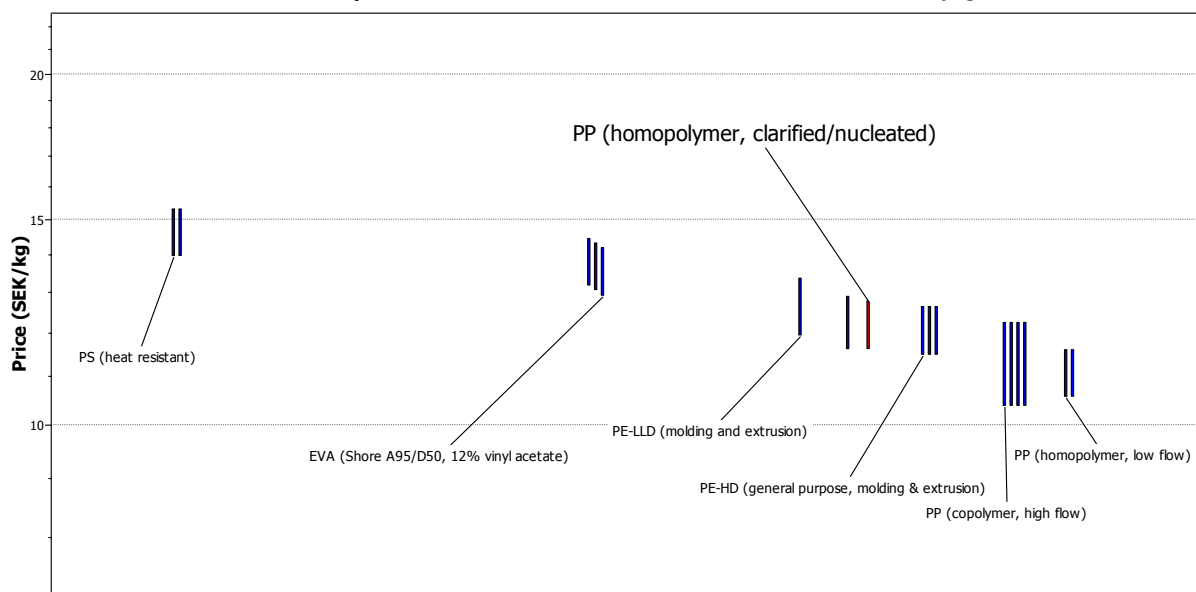 20
PP (homopolymer, clarified/nucleated)
15
Price (SEK/kg)
PS (heat resistant)
10
PE-LLD (molding and extrusion)
EVA (Shore A95/D50, 12% vinyl acetate)
PP (homopolymer, low flow)
PE-HD (general purpose, molding & extrusion)
PP (copolymer, high flow)